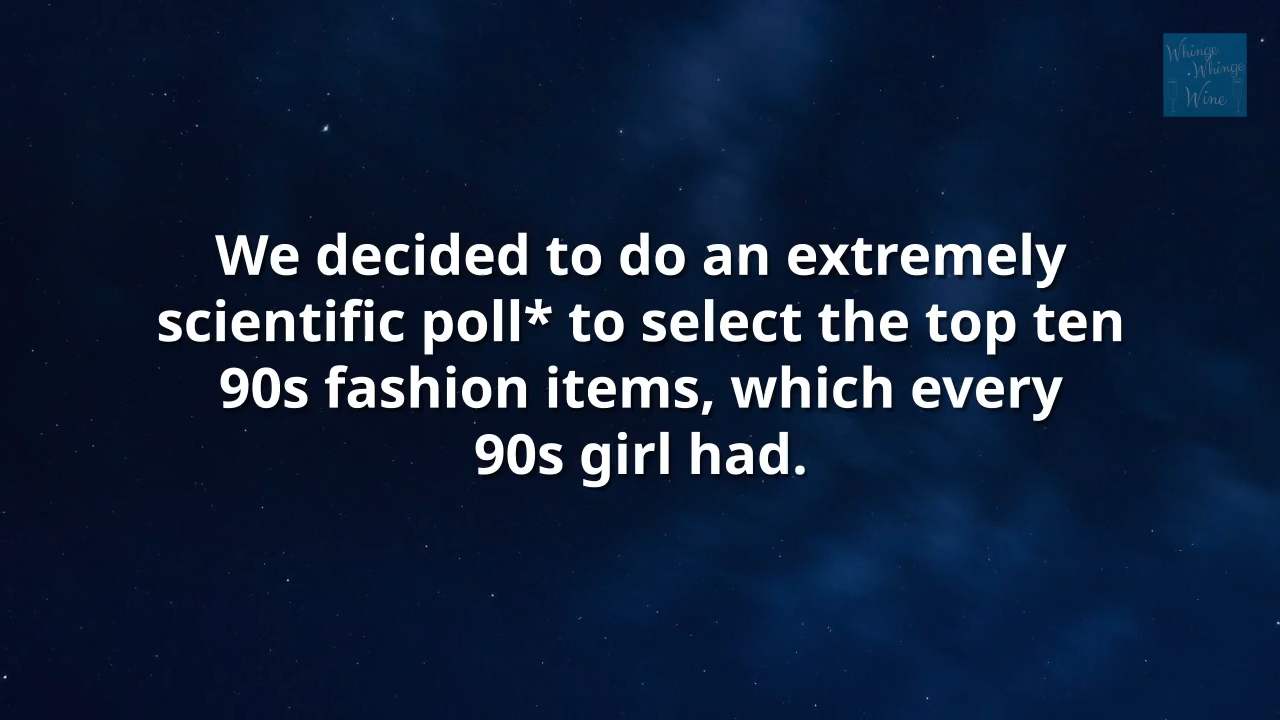 Whinge
Whinge
Wine
We decided to do an extremely
scientific poll* to select the top ten
90s fashion items, which every
90s girl had.